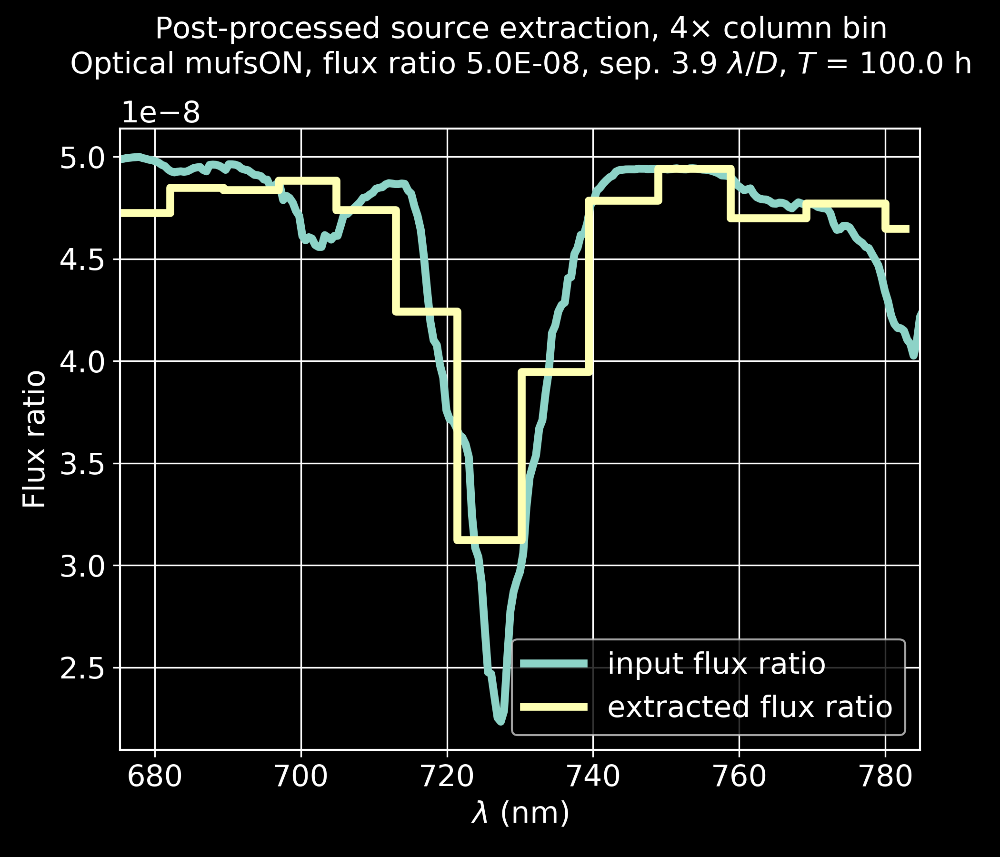 Post-processed source extraction, 4× column bin
Optical mufsON, flux ratio 5.0E-08, sep. 3.9 λ/D, T = 100.0 h
1e−8
5.0
4.5
4.0
3.5
3.0
2.5
Flux ratio
input flux ratio
extracted flux ratio
680 700 720 740 760 780
λ (nm)